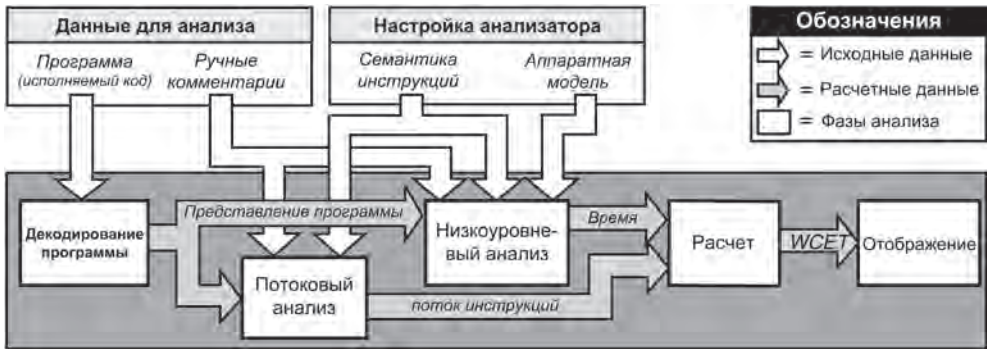 Данные для анализа
Программа
(исполняемый код)
Ручные
комментарии
Настройка анализатора
Семантика
инструкций
Аппаратная
модель
Обозначения
= Исходные данные
= Расчетные данные
= Фазы анализа
Декодирование
программы
Представление программы
Потоковый
анализ
Низкоуровне-
вый анализ
Время
поток инструкций
Расчет
WCET
Отображение